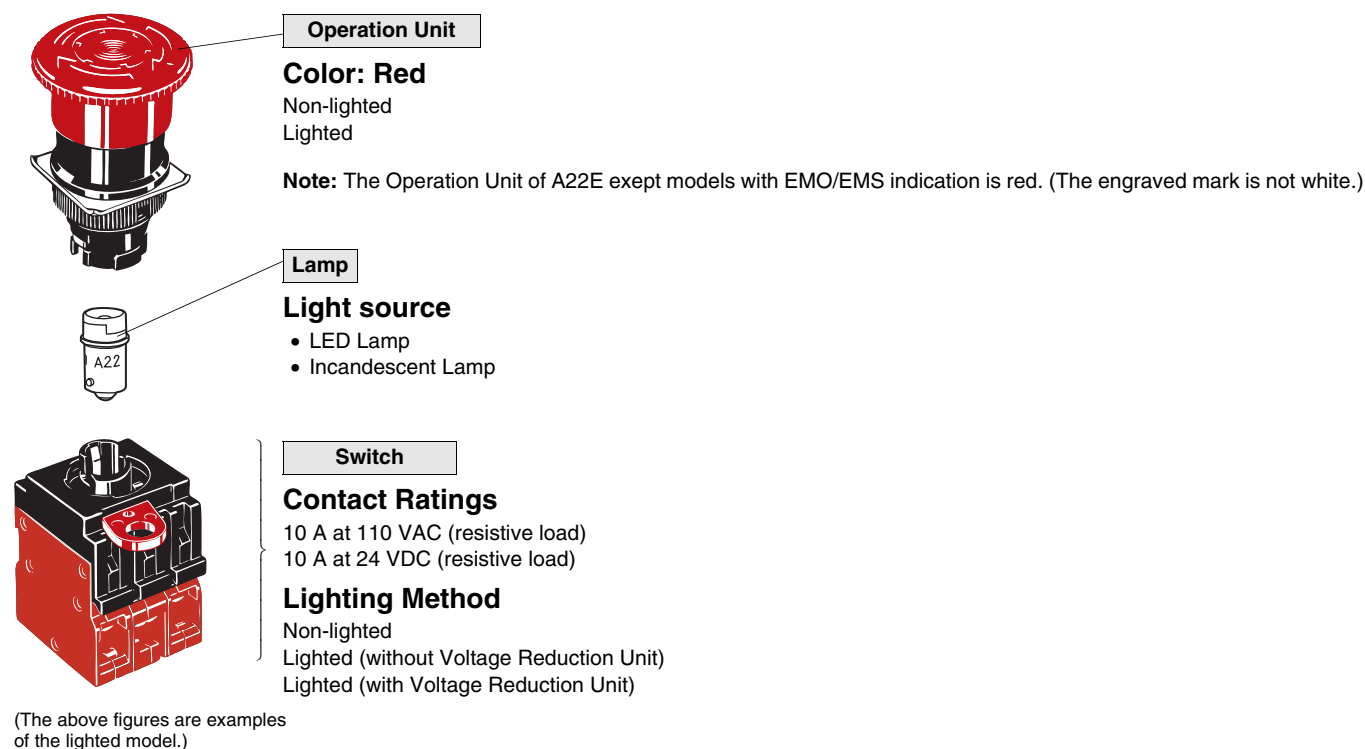 Operation Unit
Color: Red
Non-lighted
Lighted
Note: The Operation Unit of A22E exept models with EMO/EMS indication is red. (The engraved mark is not white.)
Lamp
Light source
• LED Lamp
• Incandescent Lamp
A22
Switch
Contact Ratings
10 A at 110 VAC (resistive load)
10 A at 24 VDC (resistive load)
Lighting Method
Non-lighted
Lighted (without Voltage Reduction Unit)
Lighted (with Voltage Reduction Unit)
(The above figures are examples
of the lighted model.)